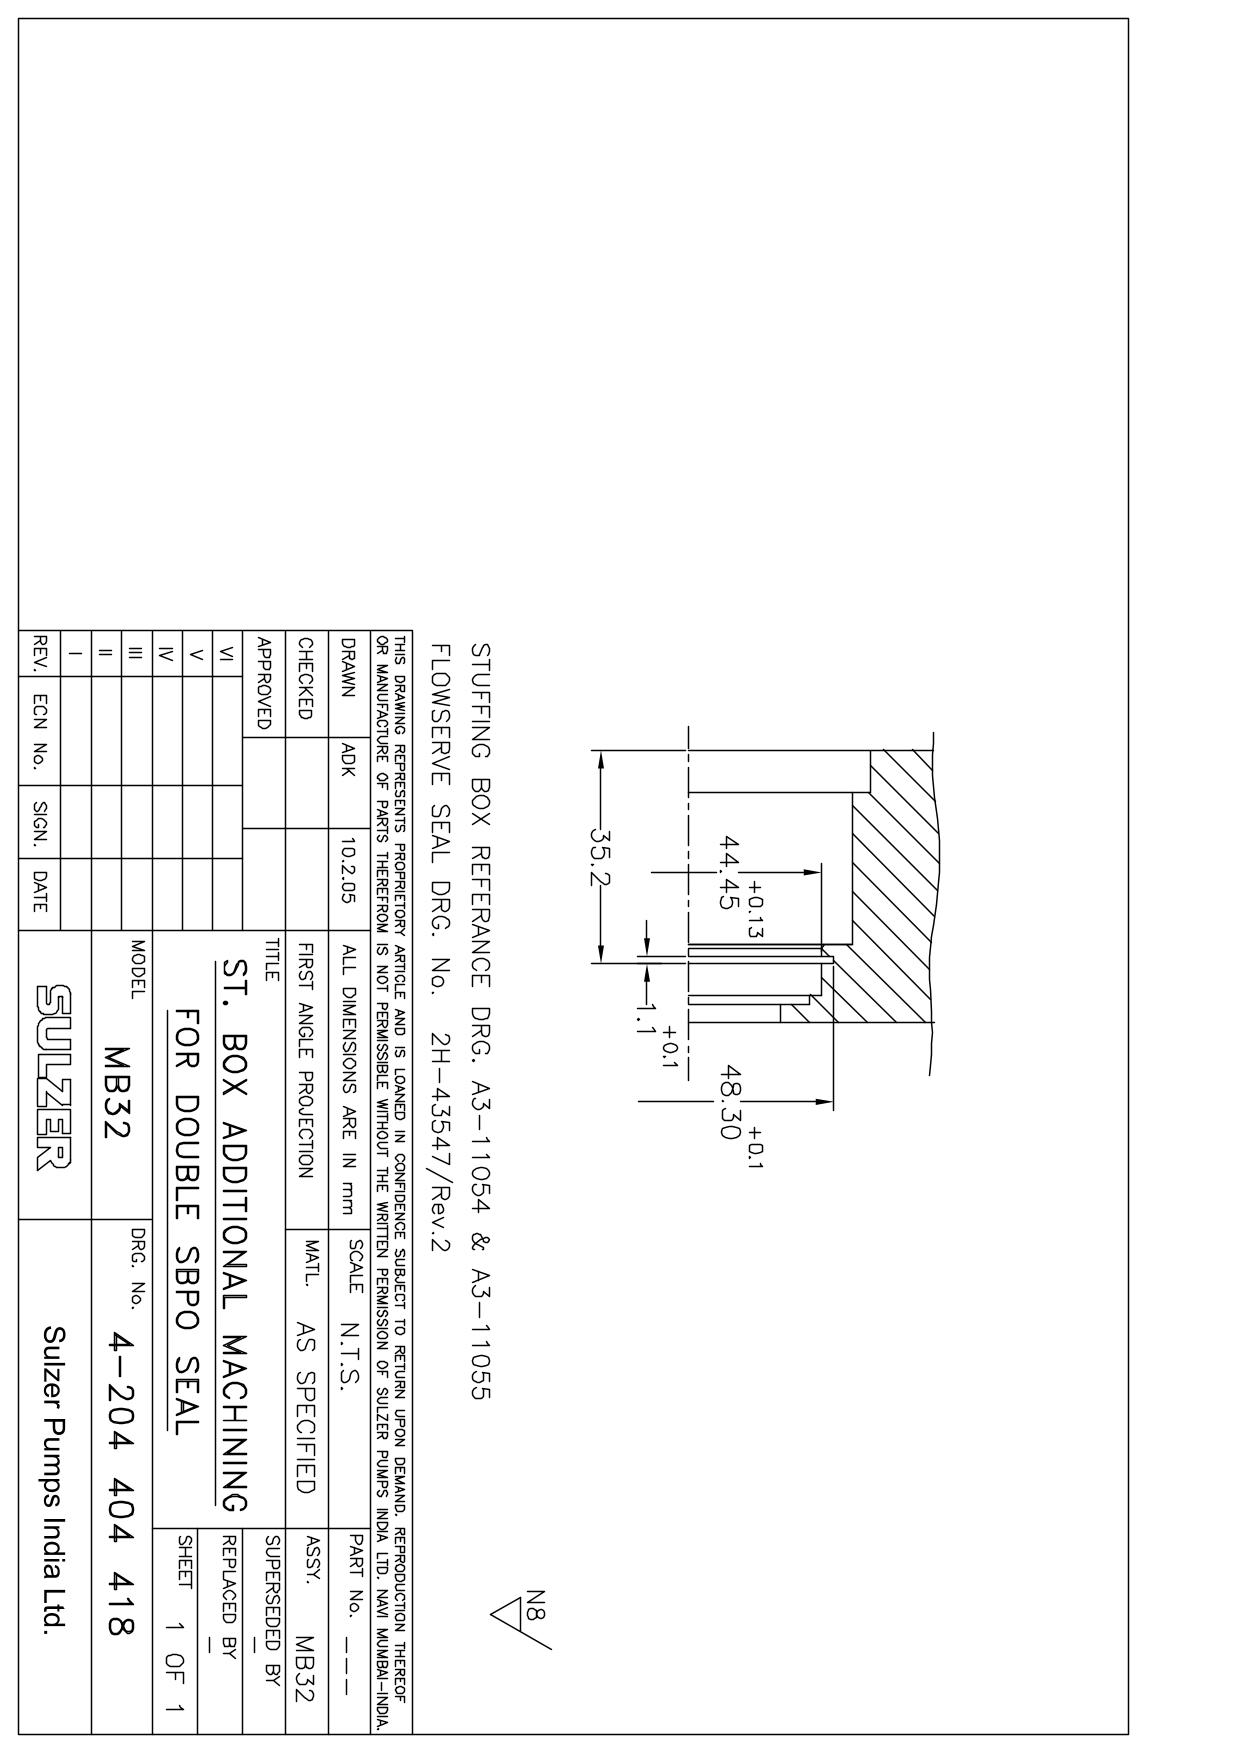 44.45 +0.13
35.2
1.1 +0.1
48.30 +0.1
N8
STUFFING BOX REFERANCE DRG. A3-11054 & A3-11055
FLOWSERVE SEAL DRG. No. 2H-43547/Rev.2
THIS DRAWING REPRESENTS PROPRIETORY ARTICLE AND IS LOANED IN CONFIDENCE SUBJECT TO RETURN UPON DEMAND. REPRODUCTION THEREOF
OR MANUFACTURE OF PARTS THEREFROM IS NOT PERMISSIBLE WITHOUT THE WRITTEN PERMISSION OF SULZER PUMPS INDIA LTD. NAVI MUMBAI-INDIA.
DRAWN ADK 10.2.05 ALL DIMENSIONS ARE IN mm SCALE N.T.S. PART No. ---
CHECKED FIRST ANGLE PROJECTION MATL. AS SPECIFIED ASSY. MB32
APPROVED TITLE SUPERSEDED BY –
VI ST. BOX ADDITIONAL MACHINING REPLACED BY –
V FOR DOUBLE SBPO SEAL
IV SHEET 1 OF 1
III MODEL DRG. No.
II MB32 4-204 404 418
I
REV. ECN No. SIGN. DATE SULZER Sulzer Pumps India Ltd.